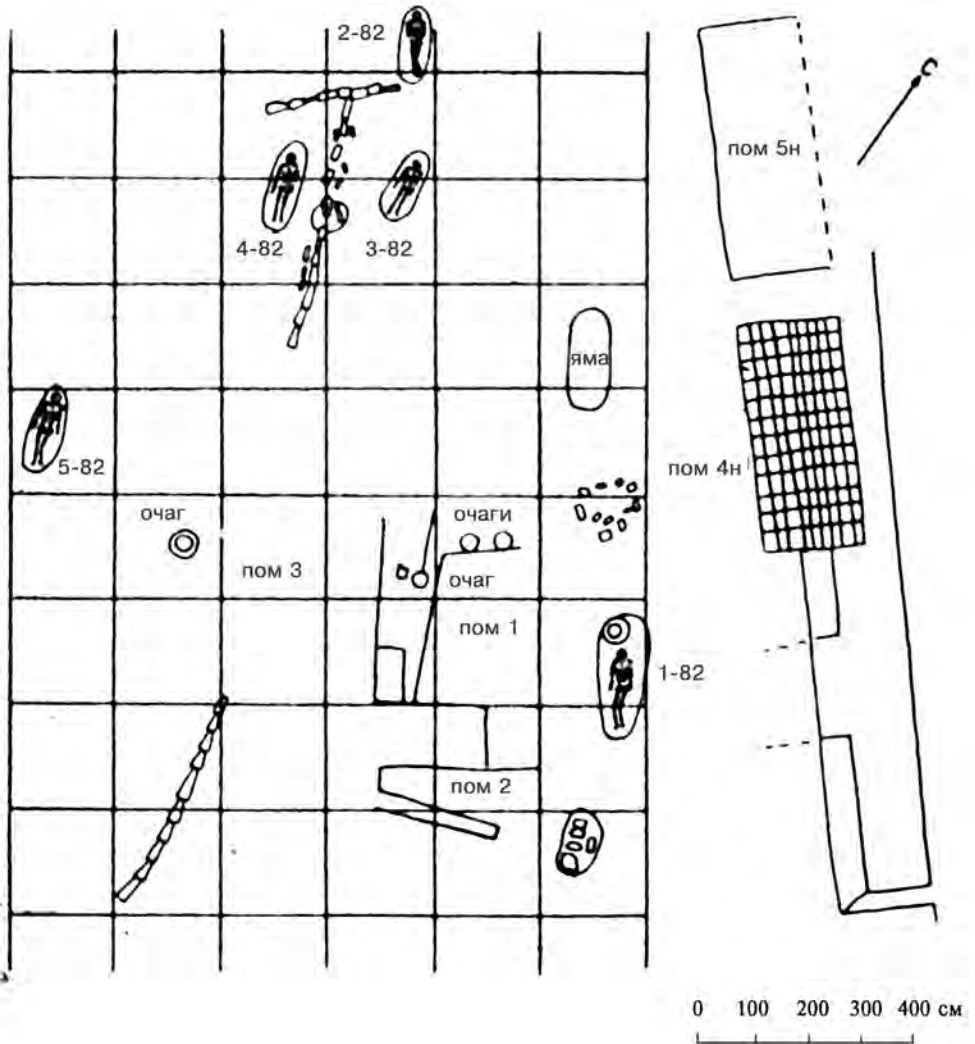 2-82
пом 5н
С
4-82
3-82
яма
5-82
пом 4н
очаг
очаги
пом 3
очаг
пом 1
1-82
пом 2
0 100 200 300 400 см